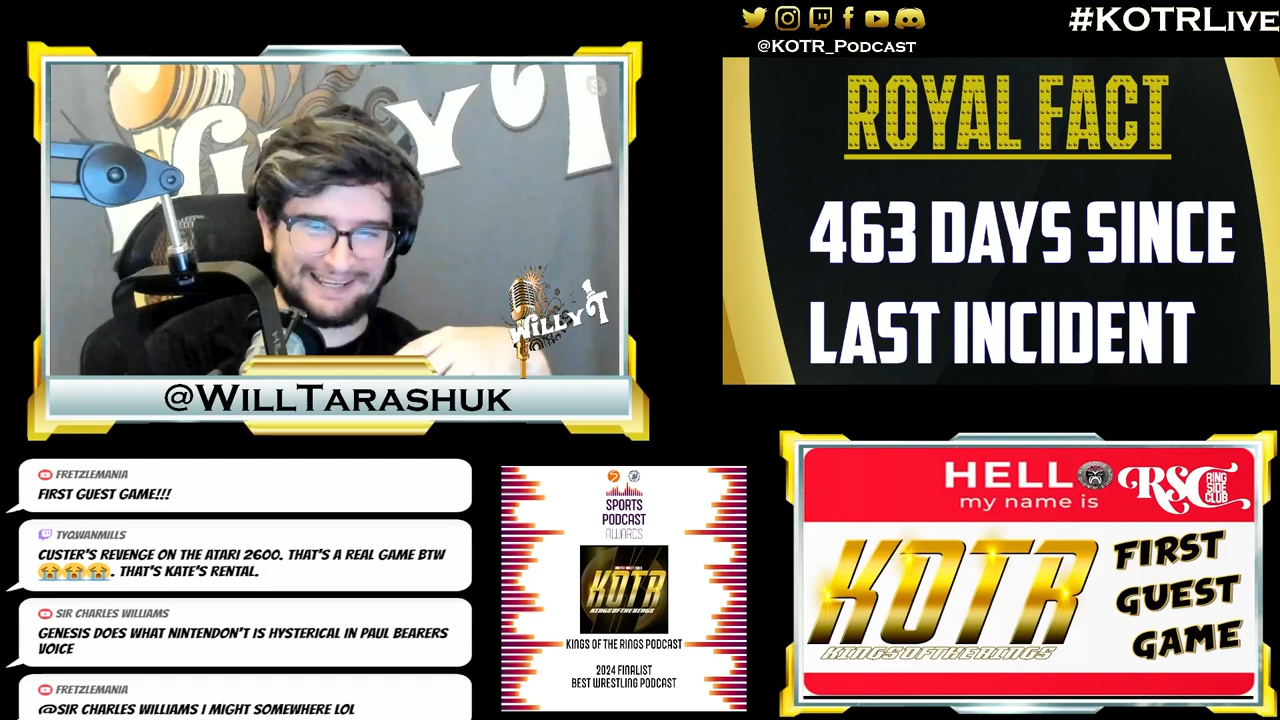 #KOTRLIVE
@KOTR_PODCAST
WILLY T
WILLY T
@WILLTARASHUK
ROYAL FACT
463 DAYS SINCE
LAST INCIDENT
FRETZLEMANIA
FIRST GUEST GAME!!!
TYQWANMILLS
CUSTER'S REVENGE ON THE ATARI 2600. THAT'S A REAL GAME BTW
😭😭😭. THAT'S KATE'S RENTAL.
SIR CHARLES WILLIAMS
GENESIS DOES WHAT NINTENDON'T IS HYSTERICAL IN PAUL BEARERS
VOICE
FRETZLEMANIA
@SIR CHARLES WILLIAMS I MIGHT SOMEWHERE LOL
SPORTS
PODCAST
AWARDS
KOTR
KINGS OF THE RINGS
KINGS OF THE RINGS PODCAST
2024 FINALIST
BEST WRESTLING PODCAST
HELLO
my name is
RSC
RING
SIDE
CLUB
KOTR
KINGS OF THE RINGS
FIRST
GUEST
GAME